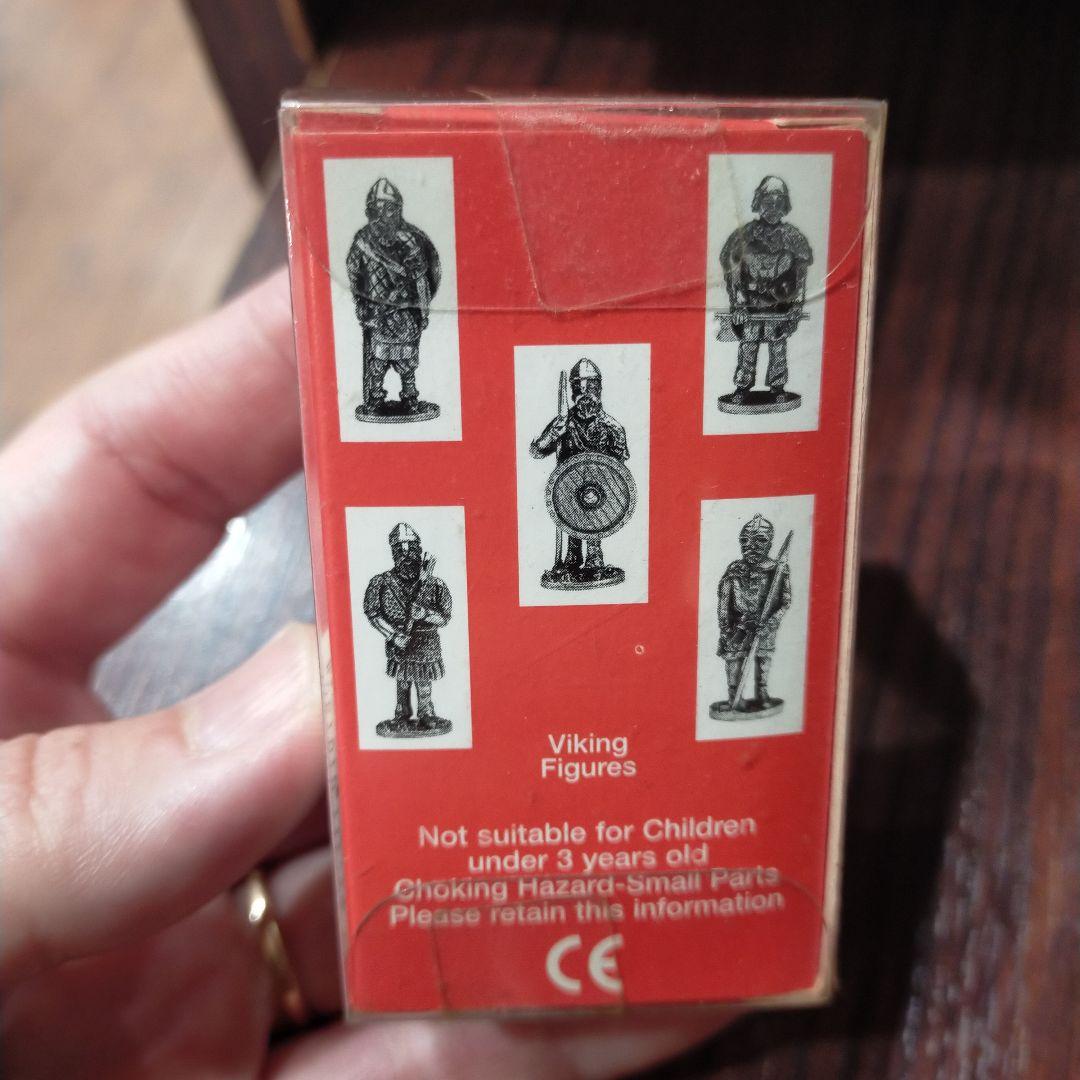 Viking
Figures
Not suitable for Children
under 3 years old
Choking Hazard-Small Parts
Please retain this information
CE